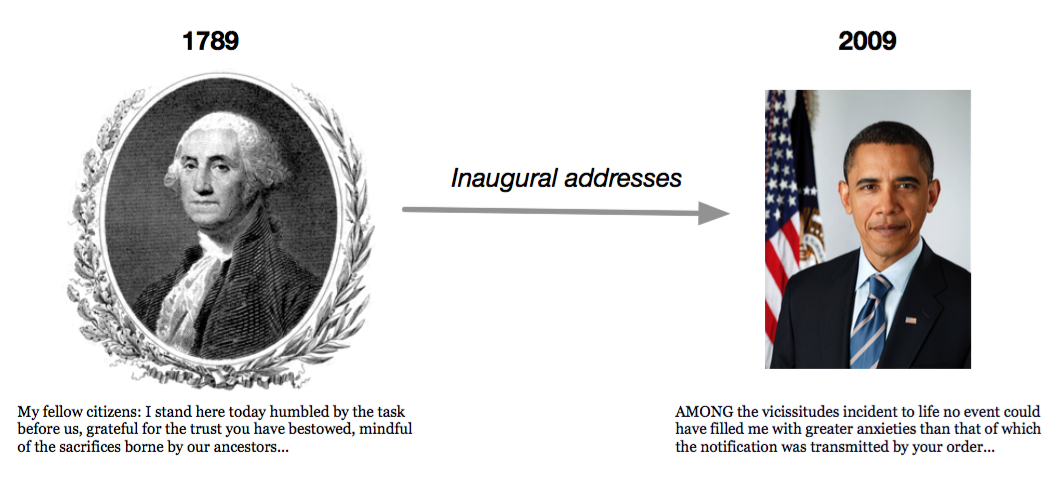 1789
2009
Inaugural addresses
My fellow citizens: I stand here today humbled by the task
before us, grateful for the trust you have bestowed, mindful
of the sacrifices borne by our ancestors...
AMONG the vicissitudes incident to life no event could
have filled me with greater anxieties than that of which
the notification was transmitted by your order...